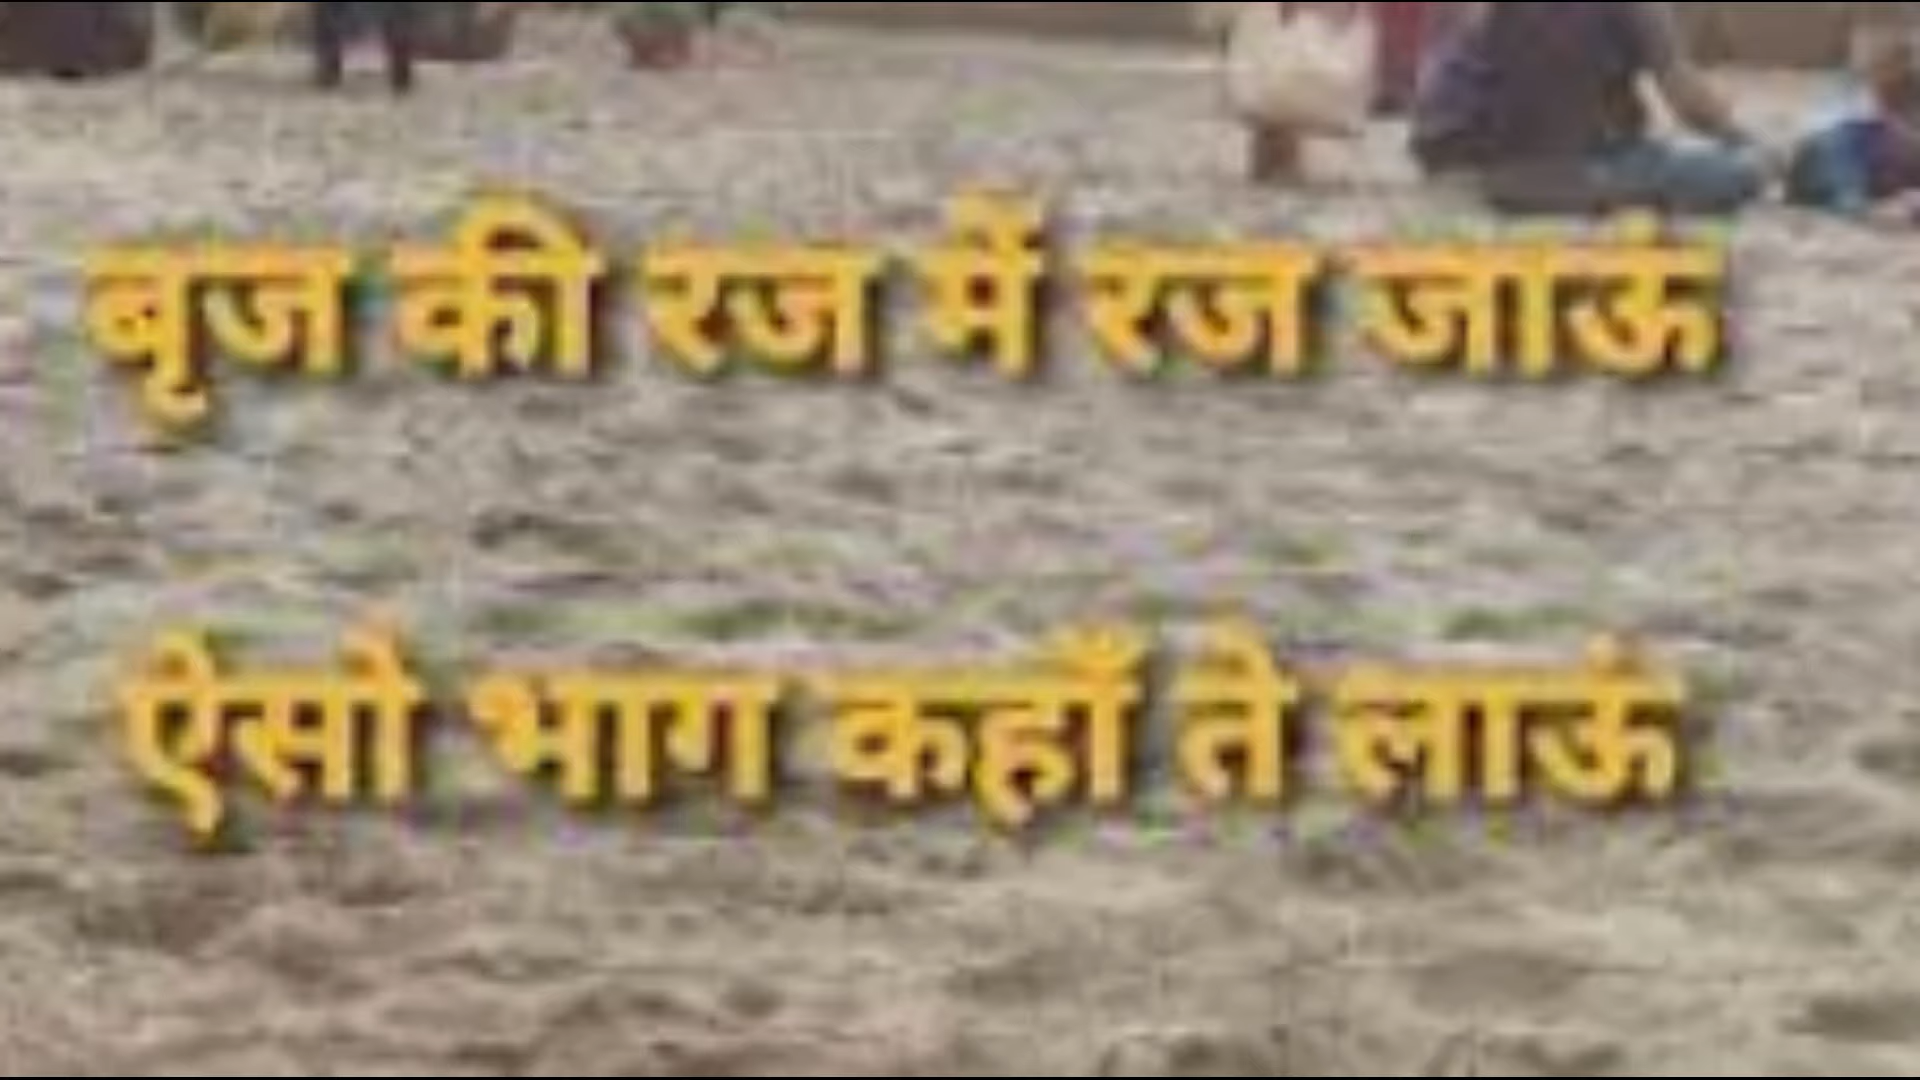 बृज की रज में रज जाऊं
ऐसो भाग कहाँ ते लाऊं